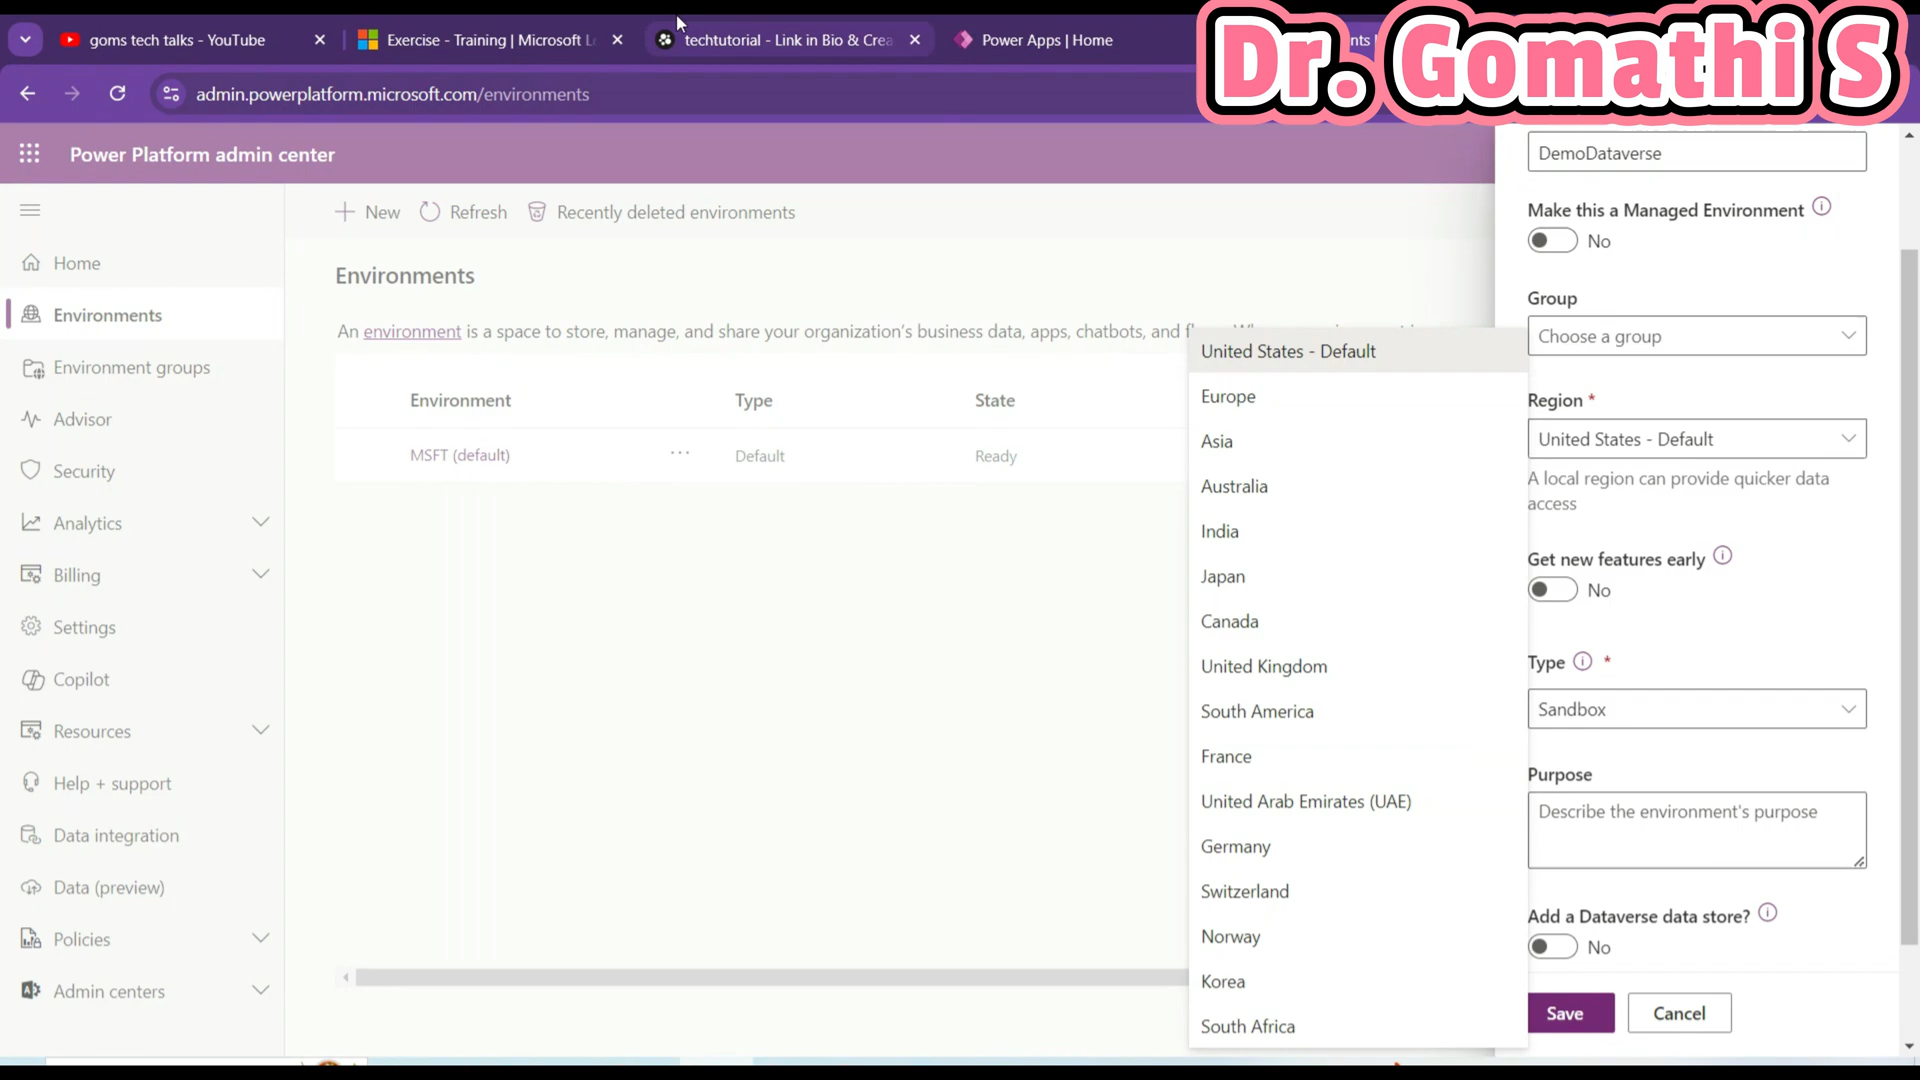 goms tech talks - YouTube
Exercise - Training | Microsoft Le
techtutorial - Link in Bio & Crea
Power Apps | Home
Dr. Gomathi S
admin.powerplatform.microsoft.com/environments
Power Platform admin center
Home
Environments
Environment groups
Advisor
Security
Analytics
Billing
Settings
Copilot
Resources
Help + support
Data integration
Data (preview)
Policies
Admin centers
New
Refresh
Recently deleted environments
Environments
An environment is a space to store, manage, and share your organization's business data, apps, chatbots, and
Environment Type State
MSFT (default) ... Default Ready
United States - Default
Europe
Asia
Australia
India
Japan
Canada
United Kingdom
South America
France
United Arab Emirates (UAE)
Germany
Switzerland
Norway
Korea
South Africa
DemoDataverse
Make this a Managed Environment
No
Group
Choose a group
Region *
United States - Default
A local region can provide quicker data
access
Get new features early
No
Type *
Sandbox
Purpose
Describe the environment's purpose
Add a Dataverse data store?
No
Save
Cancel